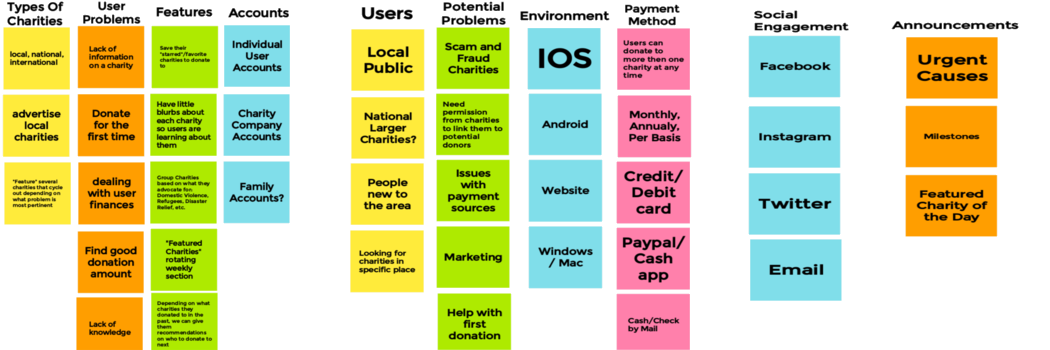 Types Of
Charities
local, national,
international
advertise
local
charities
"Feature" several
charities that cycle
out depending on
what problem is
most pertinent
User
Problems
Lack of
information
on a charity
Donate
for the
first time
dealing
with user
finances
Find good
donation
amount
Lack of
knowledge
Features
Save their
"starred"/favorite
charities to donate
to
Have little
blurbs about
each charity
so users are
learning about
them
Group Charities
based on what they
advocate for:
Domestic Violence,
Refugees, Disaster
Relief, etc.
"Featured
Charities"
rotating
weekly
section
Depending on what
charities they
donated to in the
past, we can give
them
recommendations
on who to donate to
next
Accounts
Individual
User
Accounts
Charity
Company
Accounts
Family
Accounts?
Users
Local
Public
National
Larger
Charities?
People
new to
the area
Looking for
charities in
specific place
Potential
Problems
Scam and
Fraud
Charities
Need
permission
from charities
to link them to
potential
donors
Issues
with
payment
sources
Marketing
Help with
first
donation
Environment
IOS
Android
Website
Windows
/ Mac
Payment
Method
Users can
donate to
more then one
charity at any
time
Monthly,
Annualy,
Per Basis
Credit/
Debit
card
Paypal/
Cash
app
Cash/Check
by Mail
Social
Engagement
Facebook
Instagram
Twitter
Email
Announcements
Urgent
Causes
Milestones
Featured
Charity of
the Day